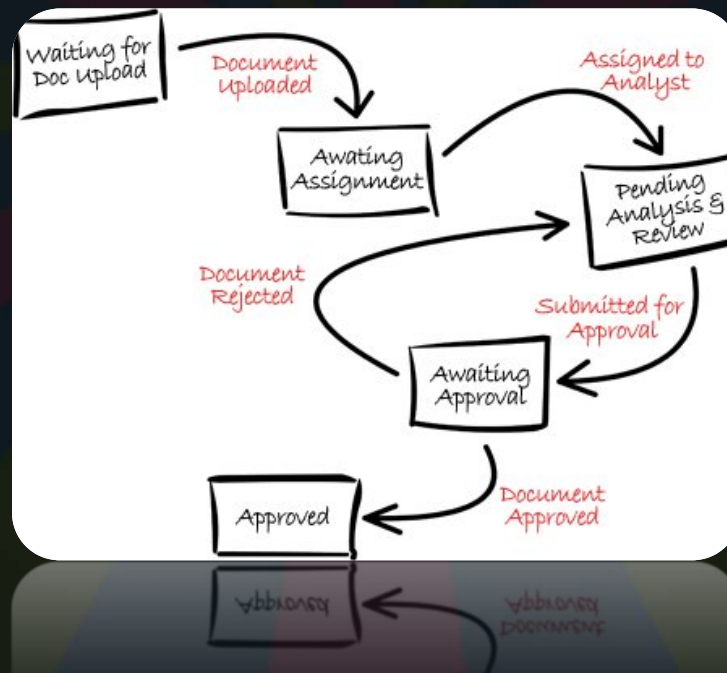 Waiting for
Doc Upload
Document
Uploaded
Assigned to
Analyst
Awating
Assignment
Pending
Analysis &
Review
Document
Rejected
Submitted for
Approval
Awaiting
Approval
Approved
Document
Approved